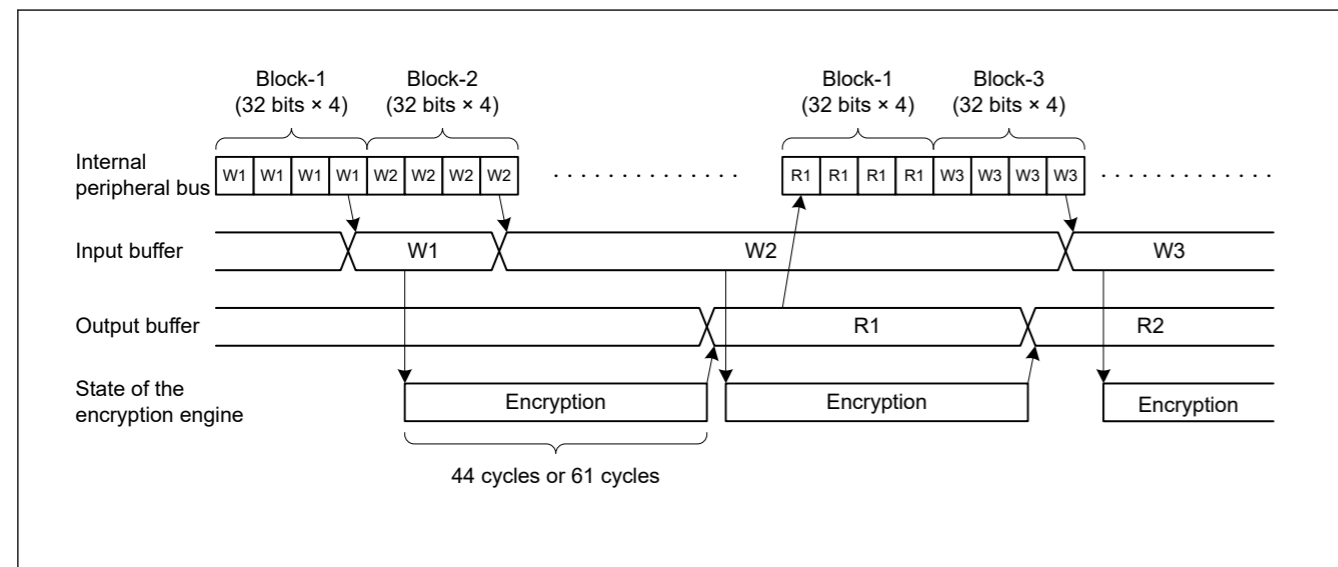 Block-1
(32 bits × 4)
Block-2
(32 bits × 4)
Block-1
(32 bits × 4)
Block-3
(32 bits × 4)
Internal
peripheral bus
W1 W1 W1 W1 W2 W2 W2 W2 . . . . . . . . . . . . . . . R1 R1 R1 R1 W3 W3 W3 W3 . . . . . . . . . . . . . .
Input buffer
W1 W2 W3
Output buffer
R1 R2
State of the
encryption engine
Encryption Encryption Encryption
44 cycles or 61 cycles